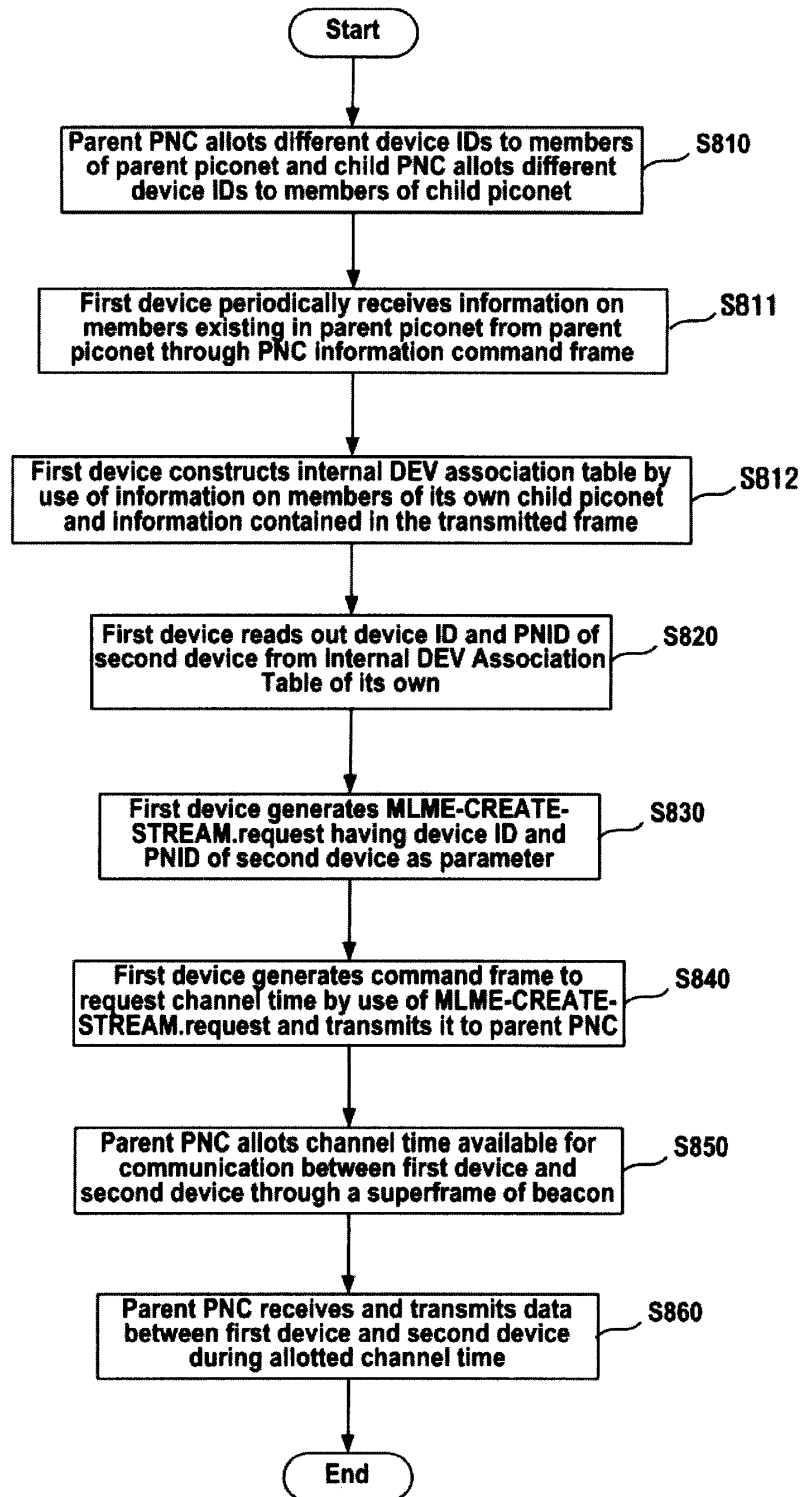 Start
Parent PNC allots different device IDs to members
of parent piconet and child PNC allots different
device IDs to members of child piconet
S810
First device periodically receives information on
members existing in parent piconet from parent
piconet through PNC information command frame
S811
First device constructs internal DEV association table by
use of information on members of its own child piconet
and information contained in the transmitted frame
S812
First device reads out device ID and PNID of
second device from Internal DEV Association
Table of its own
S820
First device generates MLME-CREATE-
STREAM.request having device ID and
PNID of second device as parameter
S830
First device generates command frame to
request channel time by use of MLME-CREATE-
STREAM.request and transmits it to parent PNC
S840
Parent PNC allots channel time available for
communication between first device and
second device through a superframe of beacon
S850
Parent PNC receives and transmits data
between first device and second device
during allotted channel time
S860
End